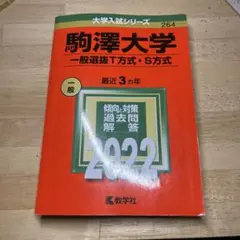 大学入試シリーズ
264
駒澤大学
一般選抜T方式・S方式
最近3カ年
一般
傾向と対策
過去問
解答
2022
教学社